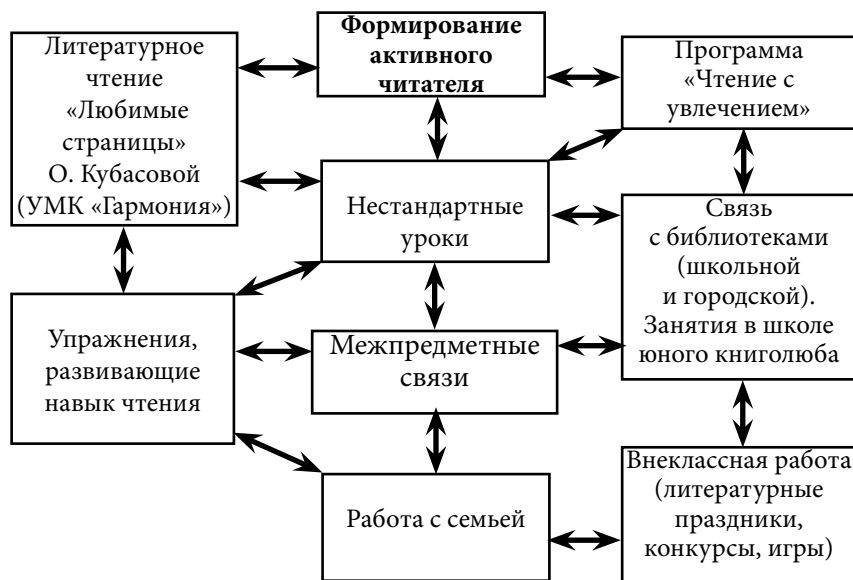 Формирование
активного
читателя
Литературное
чтение
«Любимые
страницы»
О. Кубасовой
(УМК «Гармония»)
Программа
«Чтение с
увлечением»
Нестандартные
уроки
Связь
с библиотеками
(школьной
и городской).
Занятия в школе
юного книголюба
Упражнения,
развивающие
навык чтения
Межпредметные
связи
Работа с семьей
Внеклассная работа
(литературные
праздники,
конкурсы, игры)